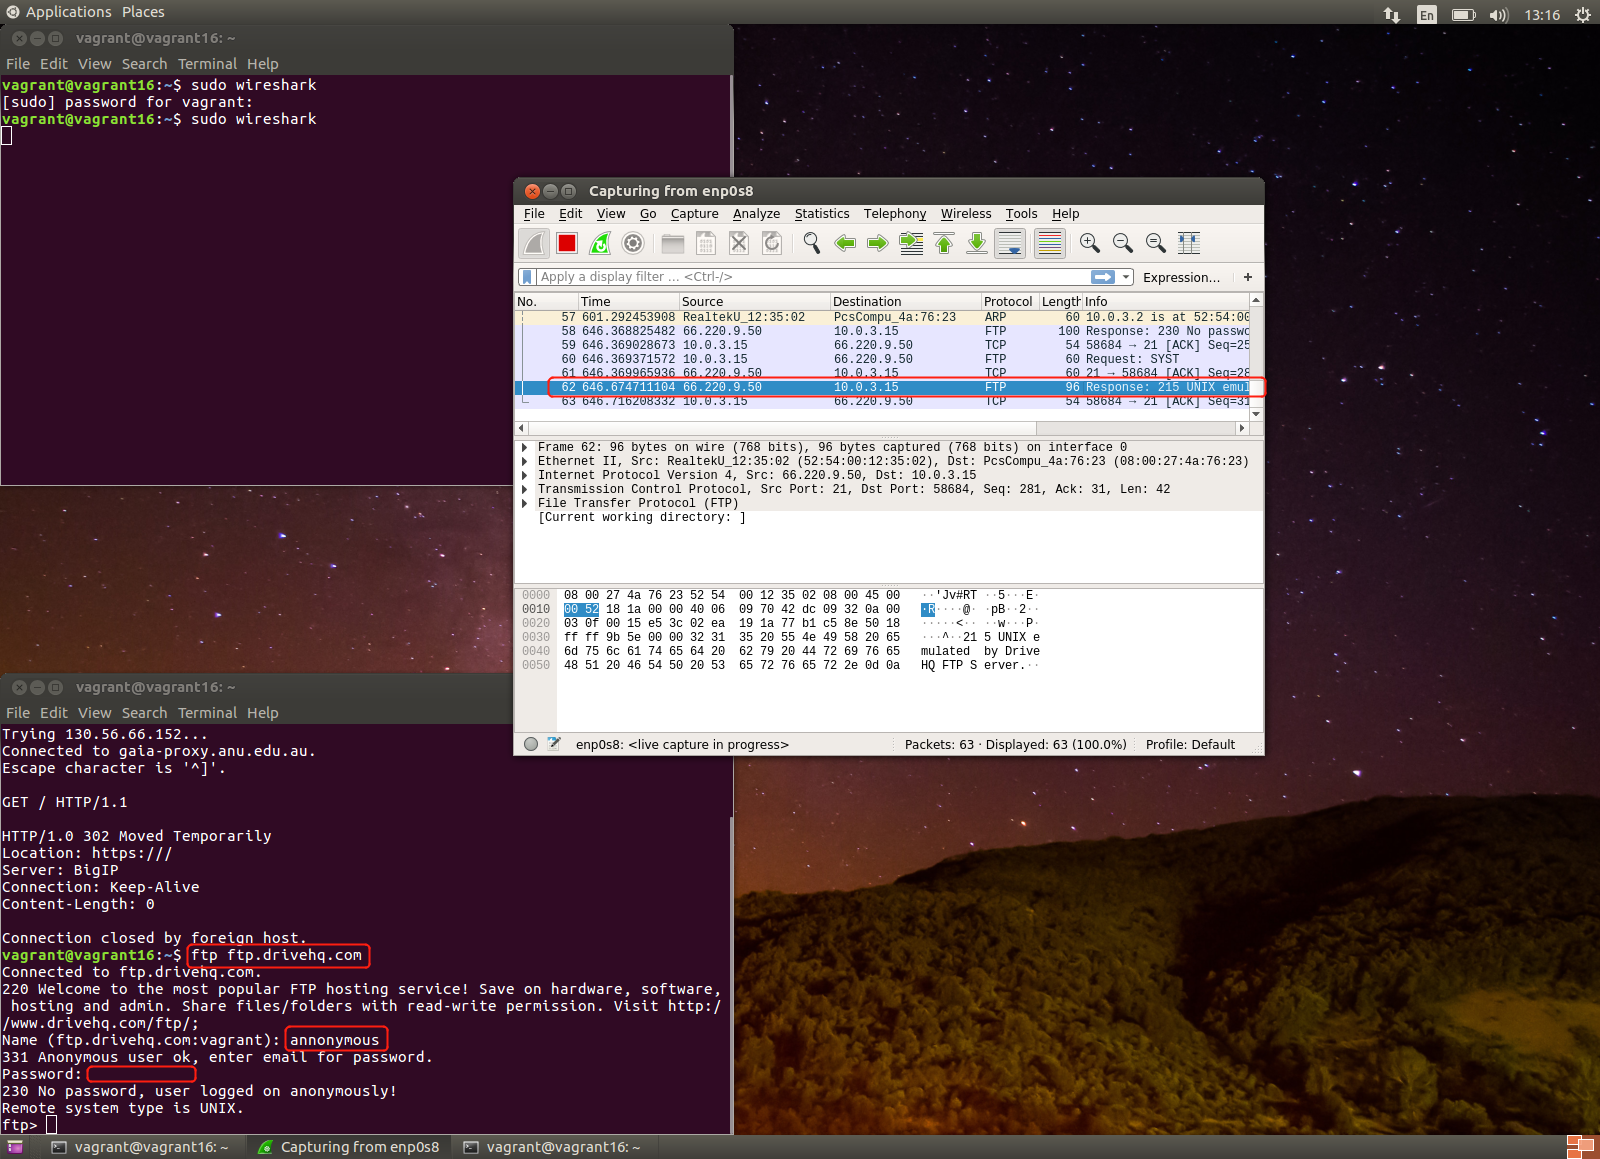 Applications Places
En 13:16
vagrant@vagrant16: ~
File Edit View Search Terminal Help
vagrant@vagrant16:~$ sudo wireshark
[sudo] password for vagrant:
vagrant@vagrant16:~$ sudo wireshark
Capturing from enp0s8
File Edit View Go Capture Analyze Statistics Telephony Wireless Tools Help
Apply a display filter ... <Ctrl-/> Expression... +
No. Time Source Destination Protocol Length Info
57 601.292453908 RealtekU_12:35:02 PcsCompu_4a:76:23 ARP 60 10.0.3.2 is at 52:54:00
58 646.368825482 66.220.9.50 10.0.3.15 FTP 100 Response: 230 No passwo
59 646.369028673 10.0.3.15 66.220.9.50 TCP 54 58684 → 21 [ACK] Seq=25
60 646.369371572 10.0.3.15 66.220.9.50 FTP 60 Request: SYST
61 646.369965936 66.220.9.50 10.0.3.15 TCP 60 21 → 58684 [ACK] Seq=28
62 646.674711104 66.220.9.50 10.0.3.15 FTP 96 Response: 215 UNIX emul
63 646.716208332 10.0.3.15 66.220.9.50 TCP 54 58684 → 21 [ACK] Seq=31
Frame 62: 96 bytes on wire (768 bits), 96 bytes captured (768 bits) on interface 0
Ethernet II, Src: RealtekU_12:35:02 (52:54:00:12:35:02), Dst: PcsCompu_4a:76:23 (08:00:27:4a:76:23)
Internet Protocol Version 4, Src: 66.220.9.50, Dst: 10.0.3.15
Transmission Control Protocol, Src Port: 21, Dst Port: 58684, Seq: 281, Ack: 31, Len: 42
File Transfer Protocol (FTP)
[Current working directory: ]
0000 08 00 27 4a 76 23 52 54 00 12 35 02 08 00 45 00 ··'Jv#RT ··5···E·
0010 00 52 18 1a 00 00 40 06 09 70 42 dc 09 32 0a 00 ·R····@· ·pB··2··
0020 03 0f 00 15 e5 3c 02 ea 19 1a 77 b1 c5 8e 50 18 ·····<·· ··w···P·
0030 ff ff 9b 5e 00 00 32 31 35 20 55 4e 49 58 20 65 ···^··21 5 UNIX e
0040 6d 75 6c 61 74 65 64 20 62 79 20 44 72 69 76 65 mulated by Drive
0050 48 51 20 46 54 50 20 53 65 72 76 65 72 2e 0d 0a HQ FTP S erver.··
enp0s8: <live capture in progress> Packets: 63 · Displayed: 63 (100.0%) Profile: Default
vagrant@vagrant16: ~
File Edit View Search Terminal Help
Trying 130.56.66.152...
Connected to gaia-proxy.anu.edu.au.
Escape character is '^]'.
GET / HTTP/1.1
HTTP/1.0 302 Moved Temporarily
Location: https:///
Server: BigIP
Connection: Keep-Alive
Content-Length: 0
Connection closed by foreign host.
vagrant@vagrant16:~$ ftp ftp.drivehq.com
Connected to ftp.drivehq.com.
220 Welcome to the most popular FTP hosting service! Save on hardware, software,
hosting and admin. Share files/folders with read-write permission. Visit http:/
/www.drivehq.com/ftp/;
Name (ftp.drivehq.com:vagrant): annonymous
331 Anonymous user ok, enter email for password.
Password:
230 No password, user logged on anonymously!
Remote system type is UNIX.
ftp>
vagrant@vagrant16: ~ Capturing from enp0s8 vagrant@vagrant16: ~